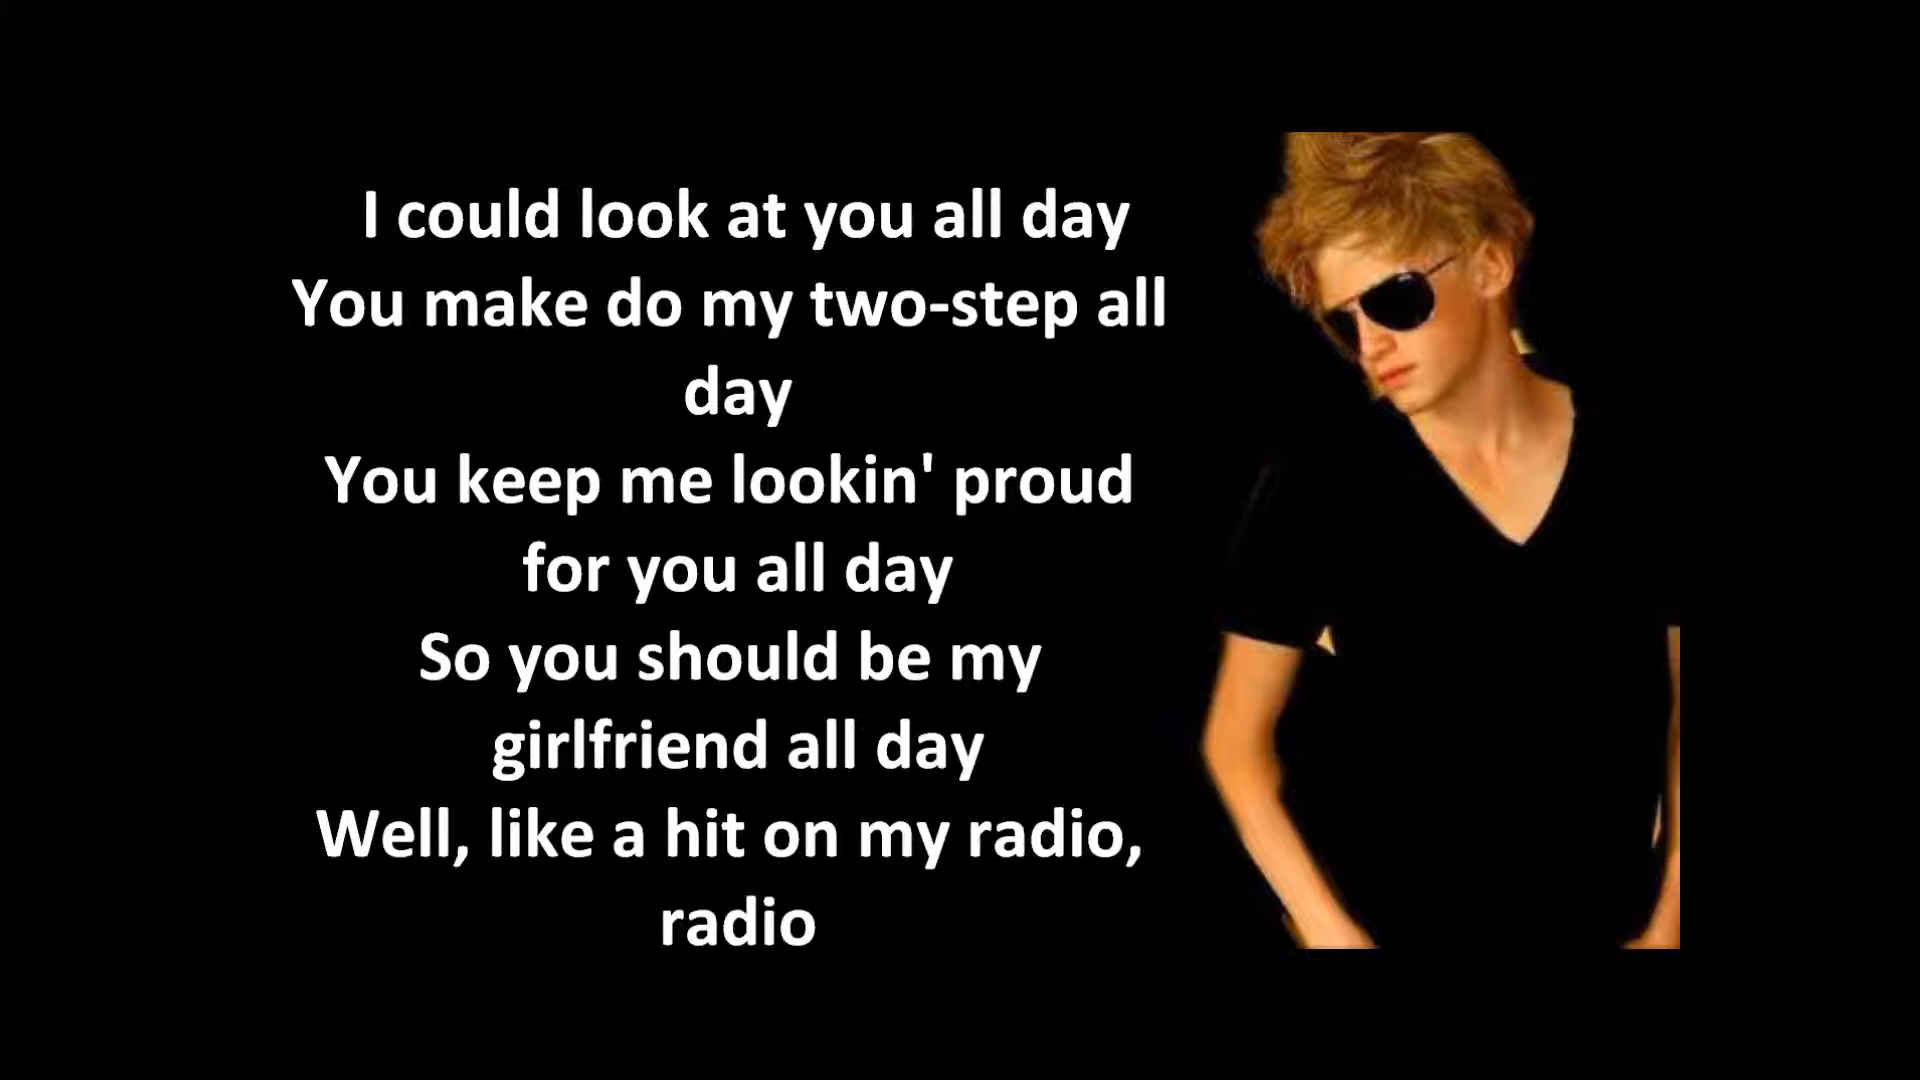 I could look at you all day
You make do my two-step all
day
You keep me lookin' proud
for you all day
So you should be my
girlfriend all day
Well, like a hit on my radio,
radio